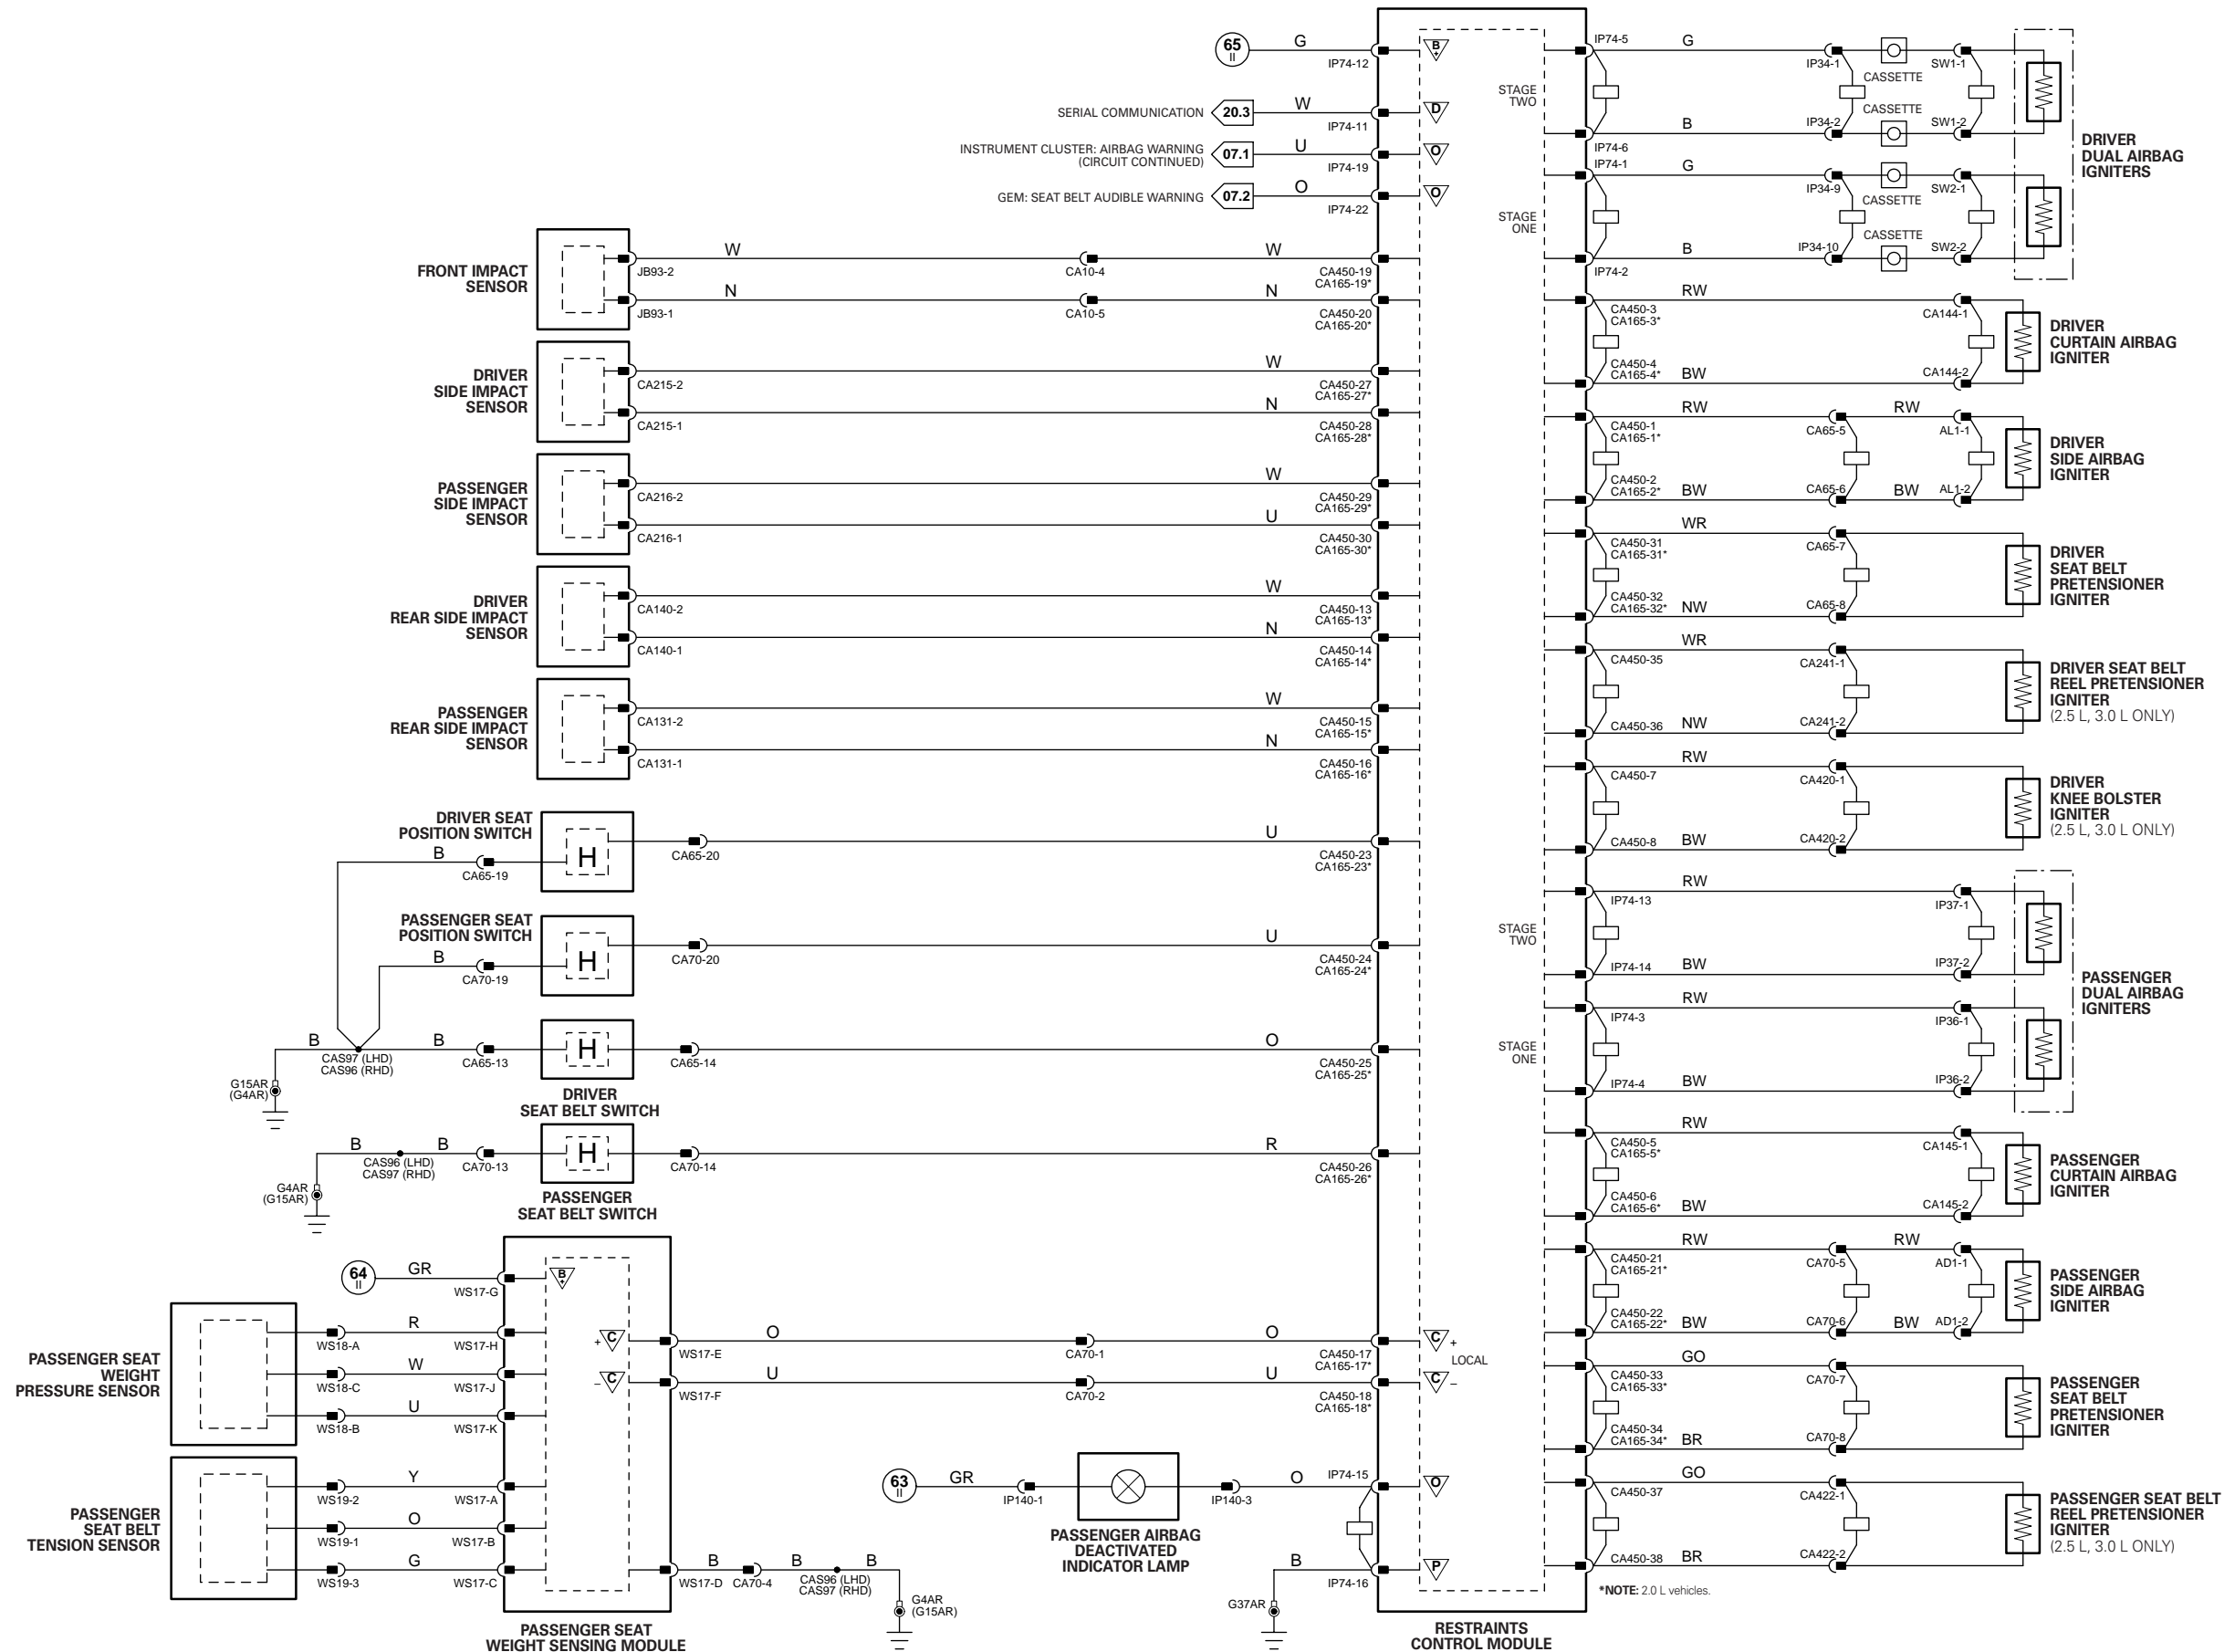 65
II
G
IP74-12
B
+
SERIAL COMMUNICATION
20.3
W
IP74-11
D
INSTRUMENT CLUSTER: AIRBAG WARNING
(CIRCUIT CONTINUED)
07.1
U
IP74-19
O
GEM: SEAT BELT AUDIBLE WARNING
07.2
O
IP74-22
O
FRONT IMPACT
SENSOR
W
JB93-2
CA10-4
W
CA450-19
CA165-19*
N
JB93-1
CA10-5
N
CA450-20
CA165-20*
DRIVER
SIDE IMPACT
SENSOR
CA215-2
W
CA450-27
CA165-27*
CA215-1
N
CA450-28
CA165-28*
PASSENGER
SIDE IMPACT
SENSOR
CA216-2
W
CA450-29
CA165-29*
CA216-1
U
CA450-30
CA165-30*
DRIVER
REAR SIDE IMPACT
SENSOR
CA140-2
W
CA450-13
CA165-13*
CA140-1
N
CA450-14
CA165-14*
PASSENGER
REAR SIDE IMPACT
SENSOR
CA131-2
W
CA450-15
CA165-15*
CA131-1
N
CA450-16
CA165-16*
DRIVER SEAT
POSITION SWITCH
B
CA65-19
H
CA65-20
U
CA450-23
CA165-23*
PASSENGER SEAT
POSITION SWITCH
B
CA70-19
H
CA70-20
U
CA450-24
CA165-24*
B
CAS97 (LHD)
CAS96 (RHD)
B
CA65-13
H
CA65-14
O
CA450-25
CA165-25*
G15AR
(G4AR)
DRIVER
SEAT BELT SWITCH
B
CAS96 (LHD)
CAS97 (RHD)
B
CA70-13
H
CA70-14
R
CA450-26
CA165-26*
G4AR
(G15AR)
PASSENGER
SEAT BELT SWITCH
64
II
GR
WS17-G
B
+
PASSENGER SEAT
WEIGHT
PRESSURE SENSOR
WS18-A
R
WS17-H
WS18-C
W
WS17-J
WS18-B
U
WS17-K
PASSENGER
SEAT BELT
TENSION SENSOR
WS19-2
Y
WS17-A
WS19-1
O
WS17-B
WS19-3
G
WS17-C
+
C
WS17-E
O
CA70-1
O
CA450-17
CA165-17*
C
+
LOCAL
–
C
WS17-F
U
CA70-2
U
CA450-18
CA165-18*
C
–
WS17-D
B
CA70-4
B
CAS96 (LHD)
CAS97 (RHD)
B
G4AR
(G15AR)
PASSENGER SEAT
WEIGHT SENSING MODULE
63
II
GR
IP140-1
IP140-3
O
IP74-15
O
PASSENGER AIRBAG
DEACTIVATED
INDICATOR LAMP
B
IP74-16
P
G37AR
RESTRAINTS
CONTROL MODULE
STAGE
TWO
IP74-5
G
IP34-1
CASSETTE
SW1-1
IP74-6
B
IP34-2
CASSETTE
SW1-2
STAGE
ONE
IP74-1
G
IP34-9
CASSETTE
SW2-1
IP74-2
B
IP34-10
CASSETTE
SW2-2
DRIVER
DUAL AIRBAG
IGNITERS
RW
CA450-3
CA165-3*
CA144-1
CA450-4
CA165-4*
BW
CA144-2
DRIVER
CURTAIN AIRBAG
IGNITER
RW
CA450-1
CA165-1*
CA65-5
RW
AL1-1
CA450-2
CA165-2*
BW
CA65-6
BW
AL1-2
DRIVER
SIDE AIRBAG
IGNITER
WR
CA450-31
CA165-31*
CA65-7
CA450-32
CA165-32*
NW
CA65-8
DRIVER
SEAT BELT
PRETENSIONER
IGNITER
WR
CA450-35
CA241-1
CA450-36
NW
CA241-2
DRIVER SEAT BELT
REEL PRETENSIONER
IGNITER
(2.5 L, 3.0 L ONLY)
RW
CA450-7
CA420-1
CA450-8
BW
CA420-2
DRIVER
KNEE BOLSTER
IGNITER
(2.5 L, 3.0 L ONLY)
STAGE
TWO
RW
IP74-13
IP37-1
IP74-14
BW
IP37-2
STAGE
ONE
RW
IP74-3
IP36-1
IP74-4
BW
IP36-2
PASSENGER
DUAL AIRBAG
IGNITERS
RW
CA450-5
CA165-5*
CA145-1
CA450-6
CA165-6*
BW
CA145-2
PASSENGER
CURTAIN AIRBAG
IGNITER
RW
CA450-21
CA165-21*
CA70-5
RW
AD1-1
CA450-22
CA165-22*
BW
CA70-6
BW
AD1-2
PASSENGER
SIDE AIRBAG
IGNITER
GO
CA450-33
CA165-33*
CA70-7
CA450-34
CA165-34*
BR
CA70-8
PASSENGER
SEAT BELT
PRETENSIONER
IGNITER
GO
CA450-37
CA422-1
CA450-38
BR
CA422-2
PASSENGER SEAT BELT
REEL PRETENSIONER
IGNITER
(2.5 L, 3.0 L ONLY)
*NOTE: 2.0 L vehicles.